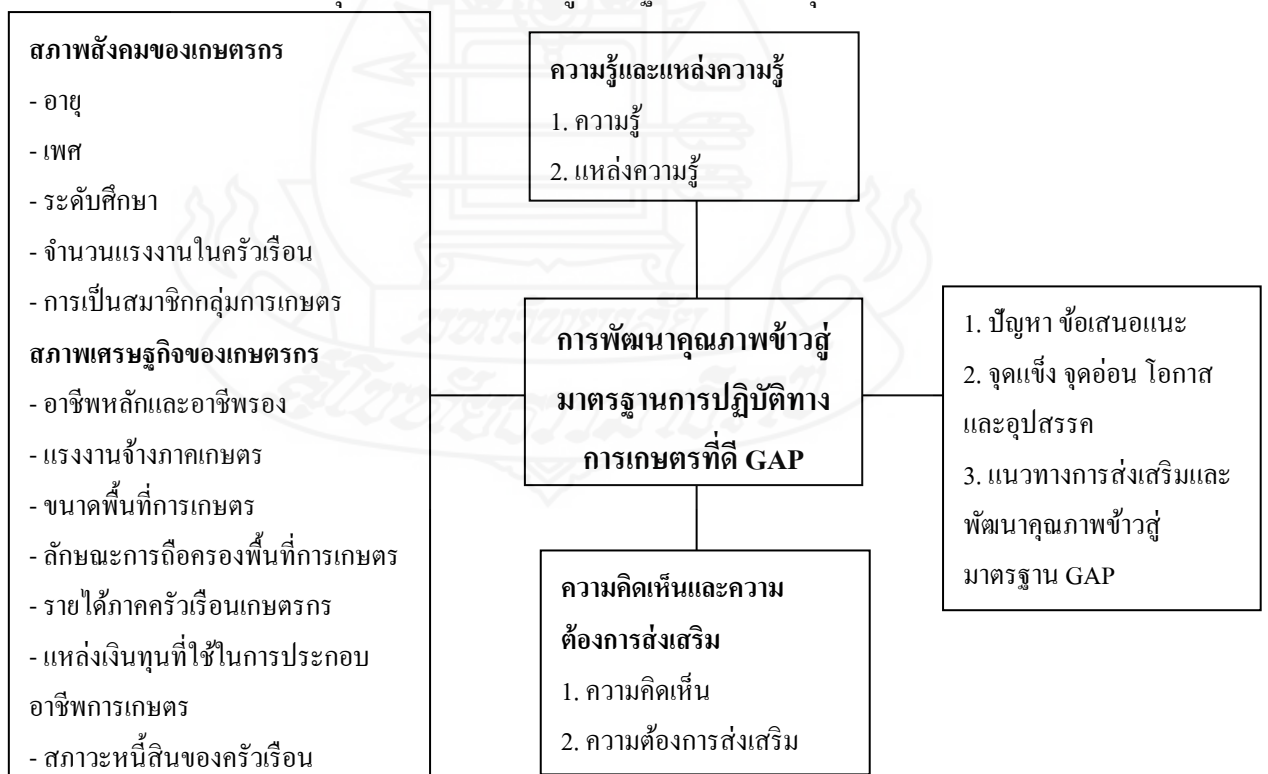 สภาพสังคมของเกษตรกร
- อายุ
- เพศ
- ระดับศึกษา
- จำนวนแรงงานในครัวเรือน
- การเป็นสมาชิกกลุ่มการเกษตร
สภาพเศรษฐกิจของเกษตรกร
- อาชีพหลักและอาชีพรอง
- แรงงานจ้างภาคเกษตร
- ขนาดพื้นที่การเกษตร
- ลักษณะการถือครองพื้นที่การเกษตร
- รายได้ภาคครัวเรือนเกษตรกร
- แหล่งเงินทุนที่ใช้ในการประกอบ
อาชีพการเกษตร
- สภาวะหนี้สินของครัวเรือน
ความรู้และแหล่งความรู้
1. ความรู้
2. แหล่งความรู้
การพัฒนาคุณภาพข้าวสู่
มาตรฐานการปฏิบัติทาง
การเกษตรที่ดี GAP
ความคิดเห็นและความ
ต้องการส่งเสริม
1. ความคิดเห็น
2. ความต้องการส่งเสริม
1. ปัญหา ข้อเสนอแนะ
2. จุดแข็ง จุดอ่อน โอกาส
และอุปสรรค
3. แนวทางการส่งเสริมและ
พัฒนาคุณภาพข้าวสู่
มาตรฐาน GAP